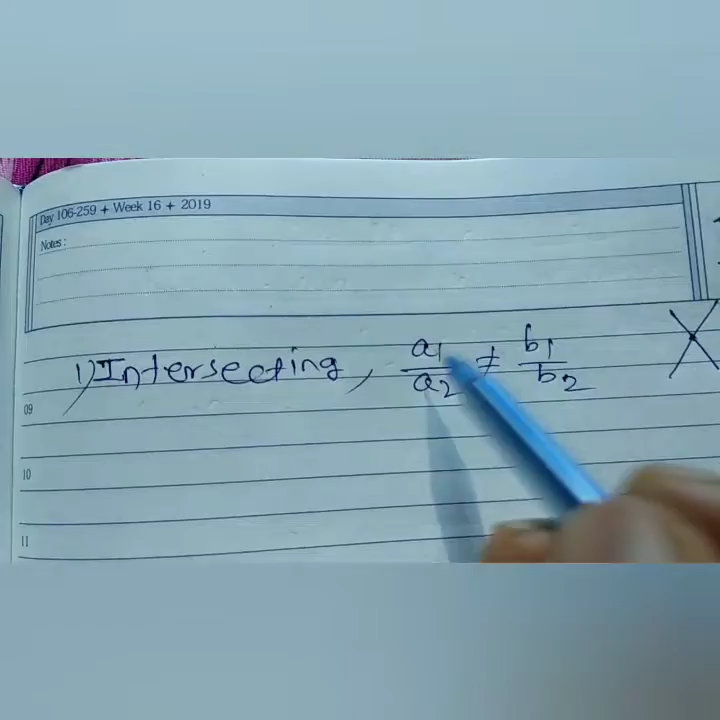 Day 106-259 + Week 16 + 2019
Notes :
1) Intersecting, a1/a2 ≠ b1/b2
09
10
11